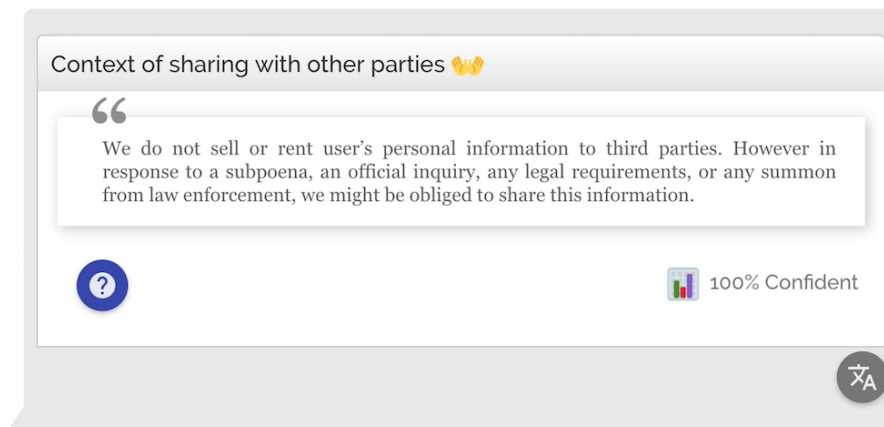 Context of sharing with other parties 👐
“
We do not sell or rent user’s personal information to third parties. However in
response to a subpoena, an official inquiry, any legal requirements, or any summon
from law enforcement, we might be obliged to share this information.
?
100% Confident
文A